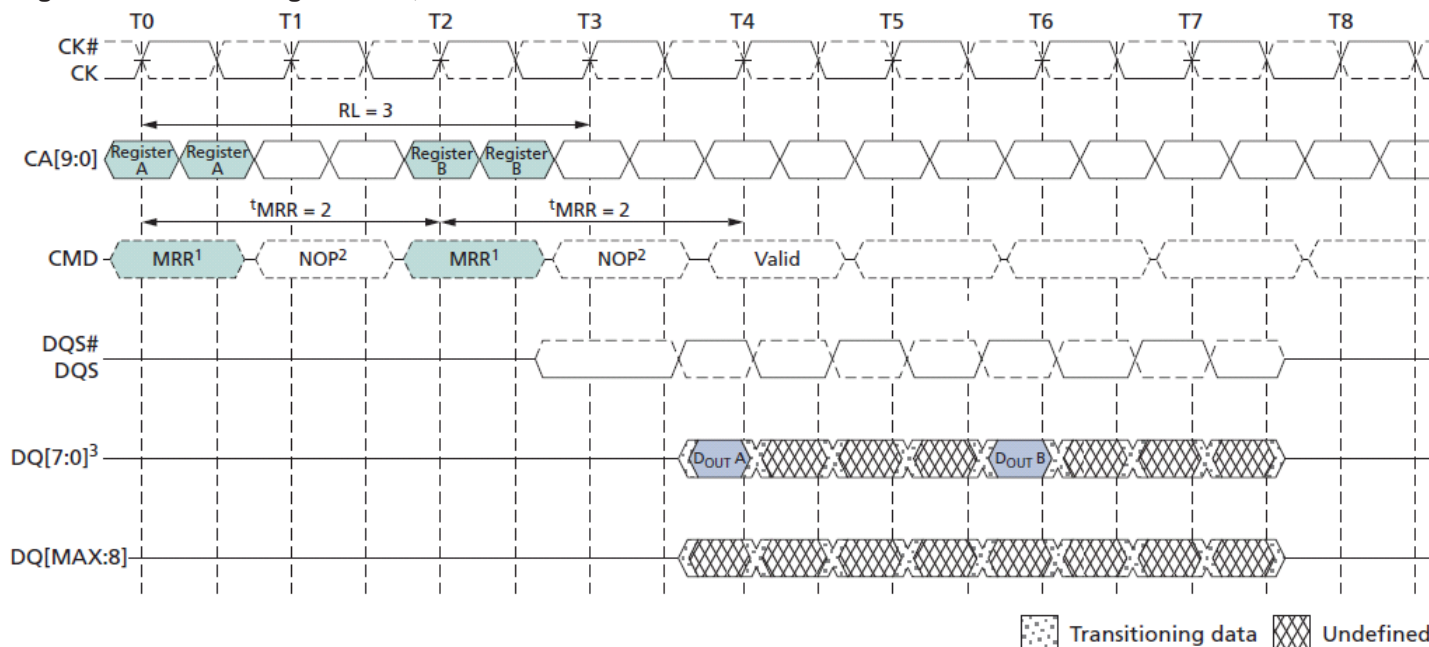 T0 T1 T2 T3 T4 T5 T6 T7 T8
CK#
CK
RL = 3
CA[9:0] Register A Register A Register B Register B
tMRR = 2 tMRR = 2
CMD MRR1 NOP2 MRR1 NOP2 Valid
DQS#
DQS
DQ[7:0]3 DOUT A DOUT B
DQ[MAX:8]
Transitioning data Undefined